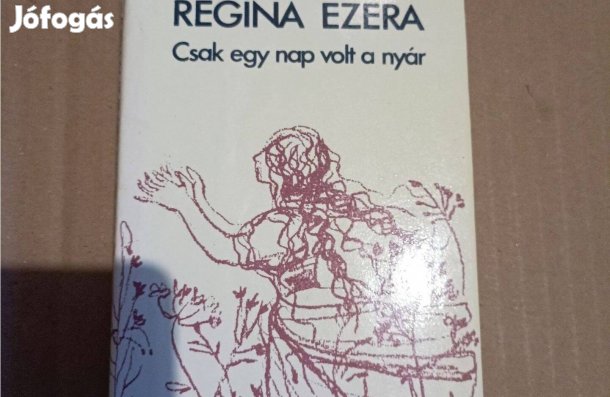 Jófogás
REGINA EZERA
Csak egy nap volt a nyár